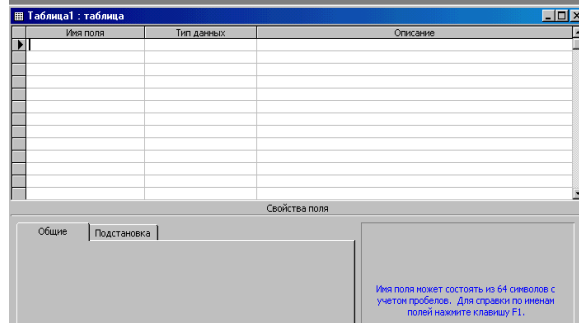 Таблица1 : таблица
Имя поля Тип данных Описание
Свойства поля
Общие Подстановка
Имя поля может состоять из 64 символов с
учетом пробелов. Для справки по именам
полей нажмите клавишу F1.